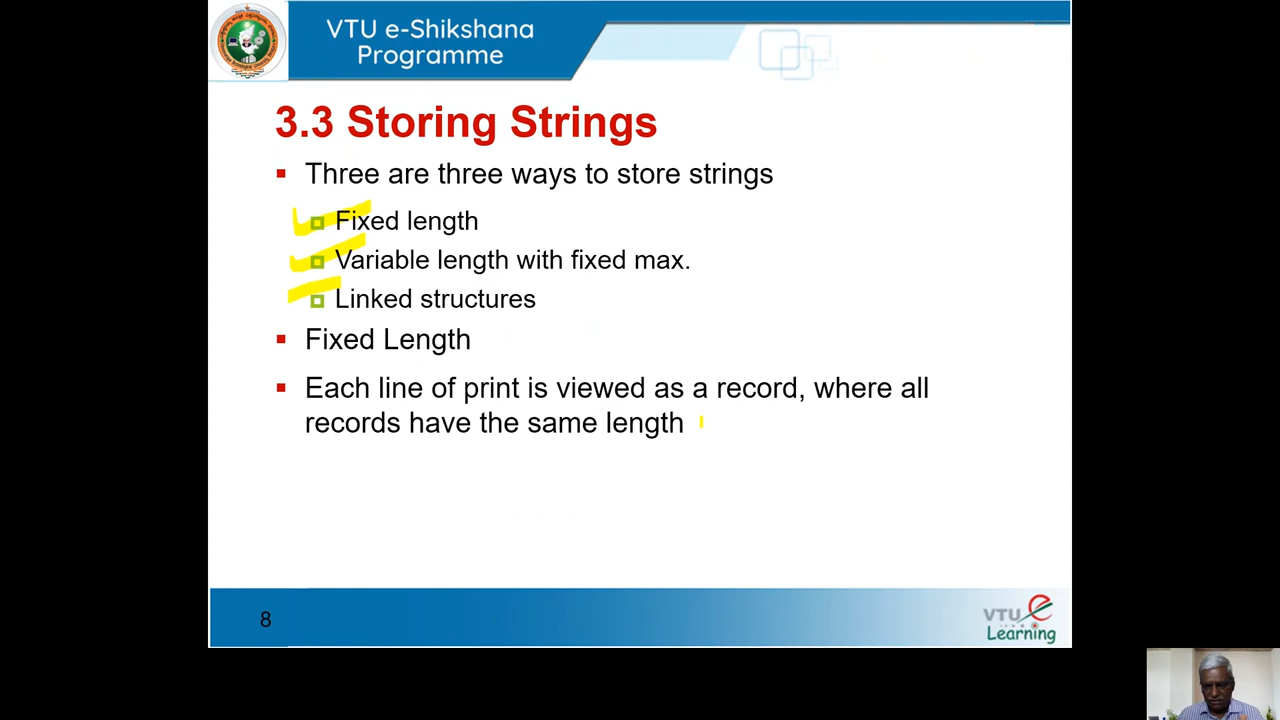 VTU e-Shikshana
Programme
3.3 Storing Strings
Three are three ways to store strings
Fixed length
Variable length with fixed max.
Linked structures
Fixed Length
Each line of print is viewed as a record, where all
records have the same length
8
VTU e
Learning